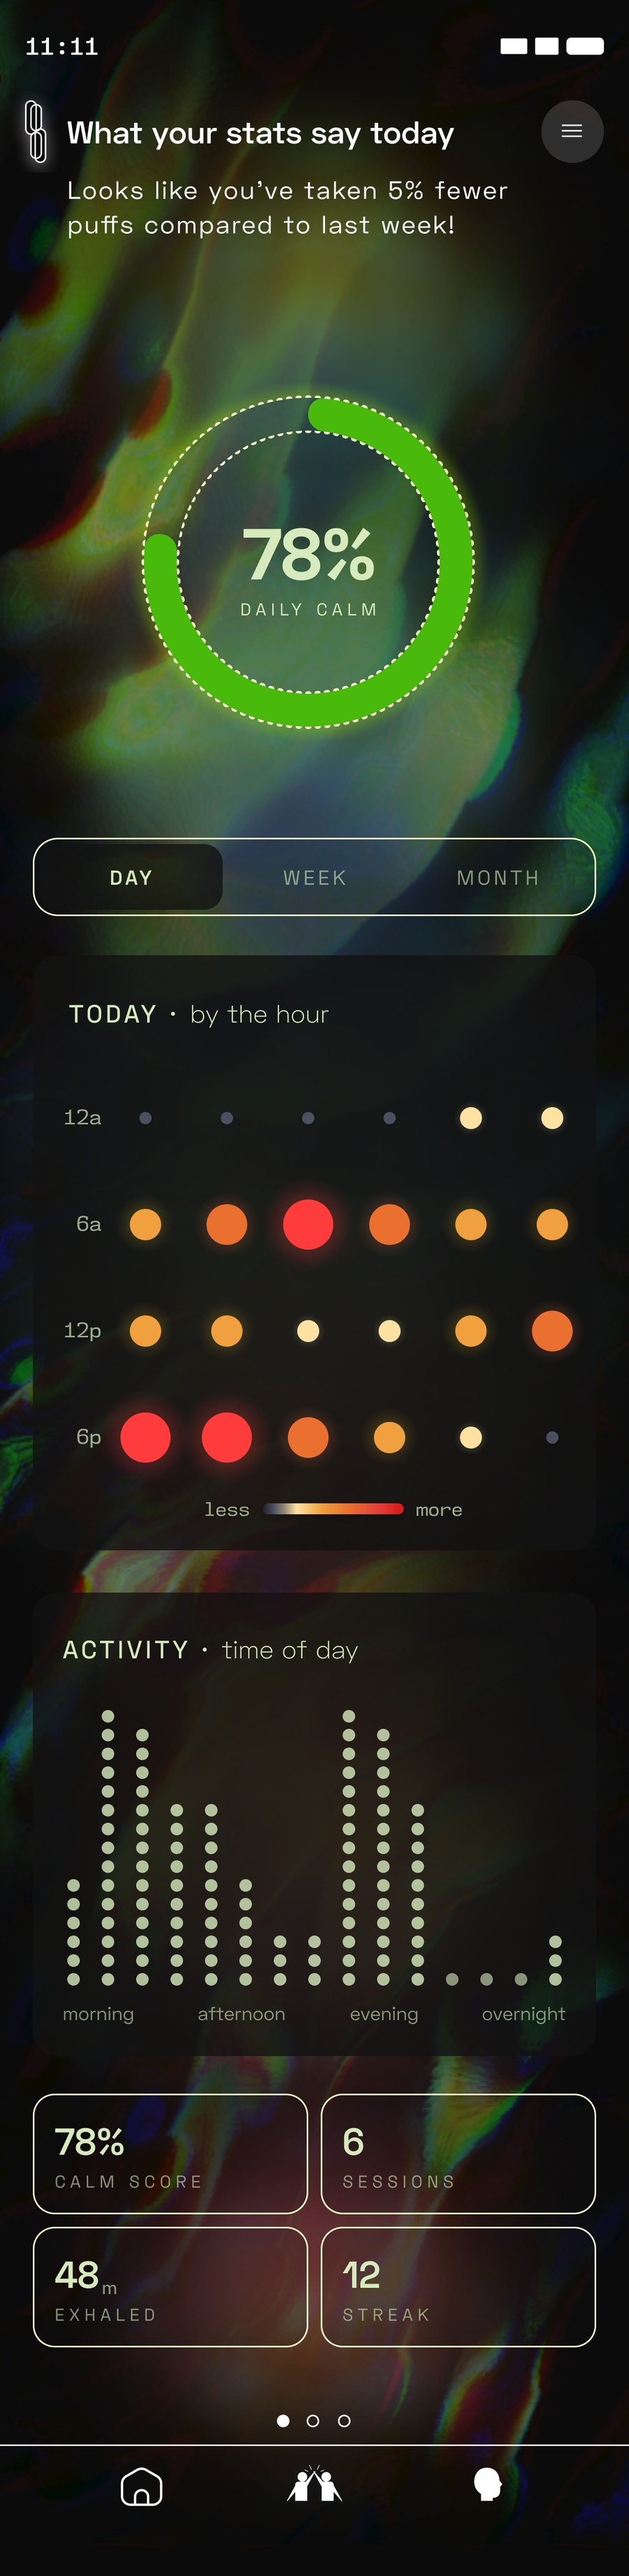 11:11
What your stats say today
Looks like you’ve taken 5% fewer
puffs compared to last week!
78%
DAILY CALM
DAY WEEK MONTH
TODAY · by the hour
12a
6a
12p
6p
less more
ACTIVITY · time of day
morning afternoon evening overnight
78%
CALM SCORE
6
SESSIONS
48m
EXHALED
12
STREAK